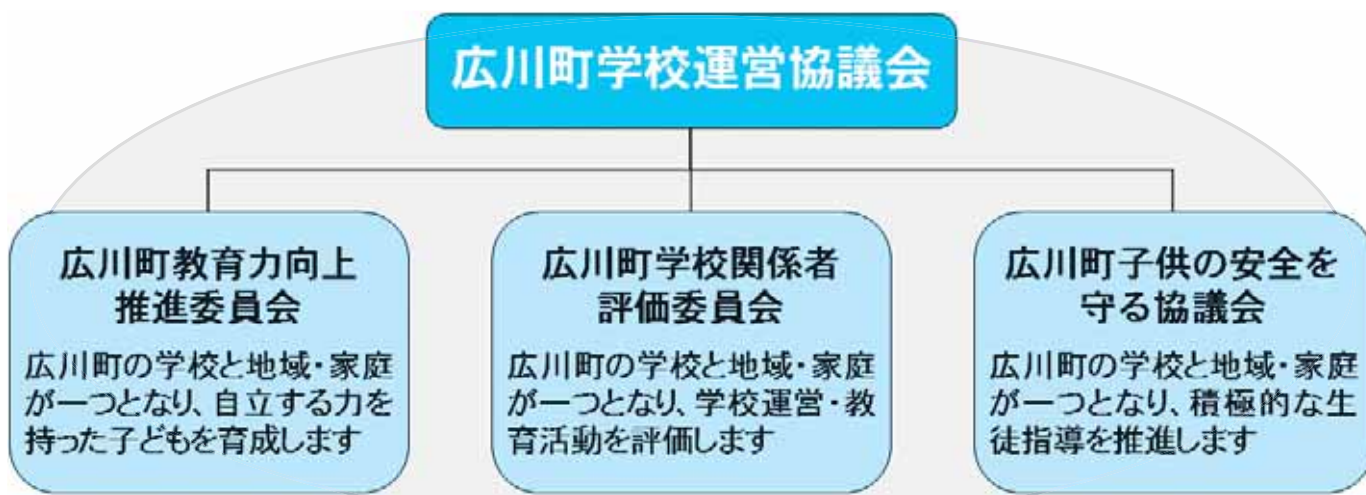 広川町学校運営協議会
広川町教育力向上
推進委員会
広川町の学校と地域・家庭
が一つとなり、自立する力を
持った子どもを育成します
広川町学校関係者
評価委員会
広川町の学校と地域・家庭
が一つとなり、学校運営・教
育活動を評価します
広川町子供の安全を
守る協議会
広川町の学校と地域・家庭
が一つとなり、積極的な生
徒指導を推進します